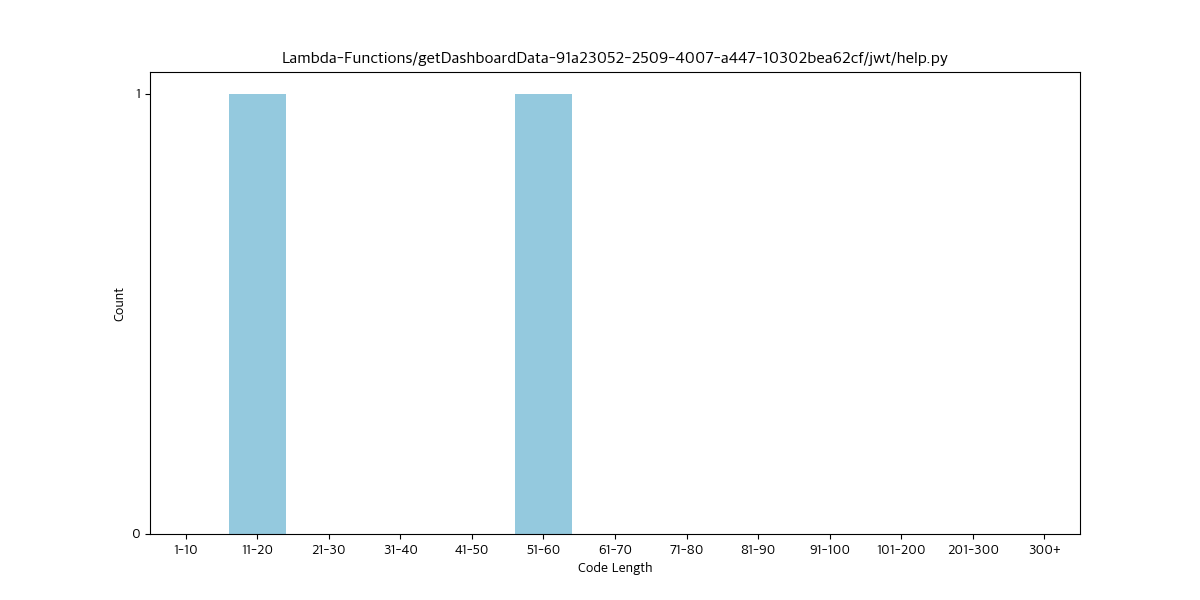 Lambda-Functions/getDashboardData-91a23052-2509-4007-a447-10302bea62cf/jwt/help.py
1
Count
0
1-10 11-20 21-30 31-40 41-50 51-60 61-70 71-80 81-90 91-100 101-200 201-300 300+
Code Length